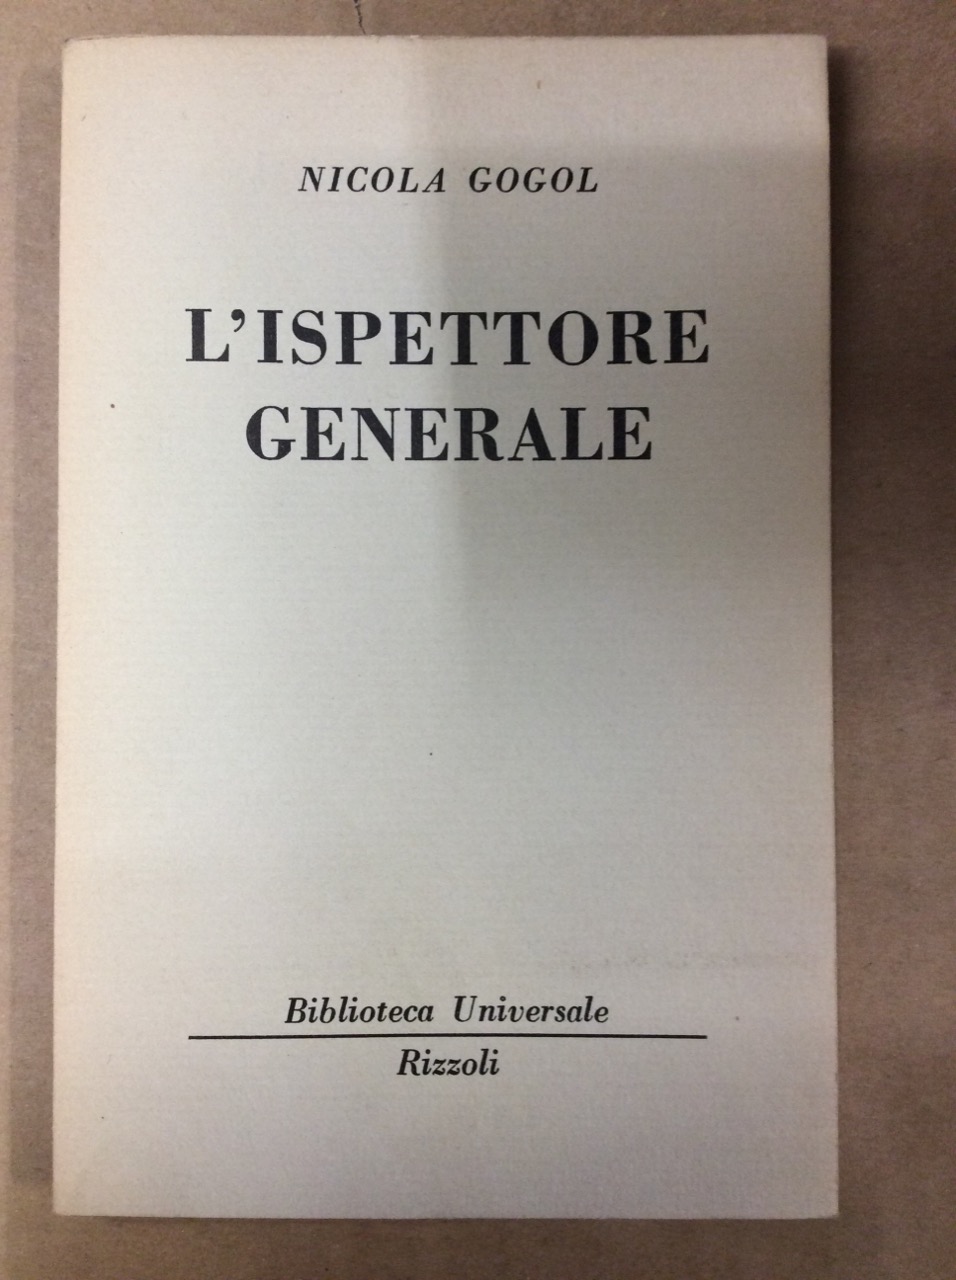 NICOLA GOGOL
L'ISPETTORE
GENERALE
Biblioteca Universale
Rizzoli